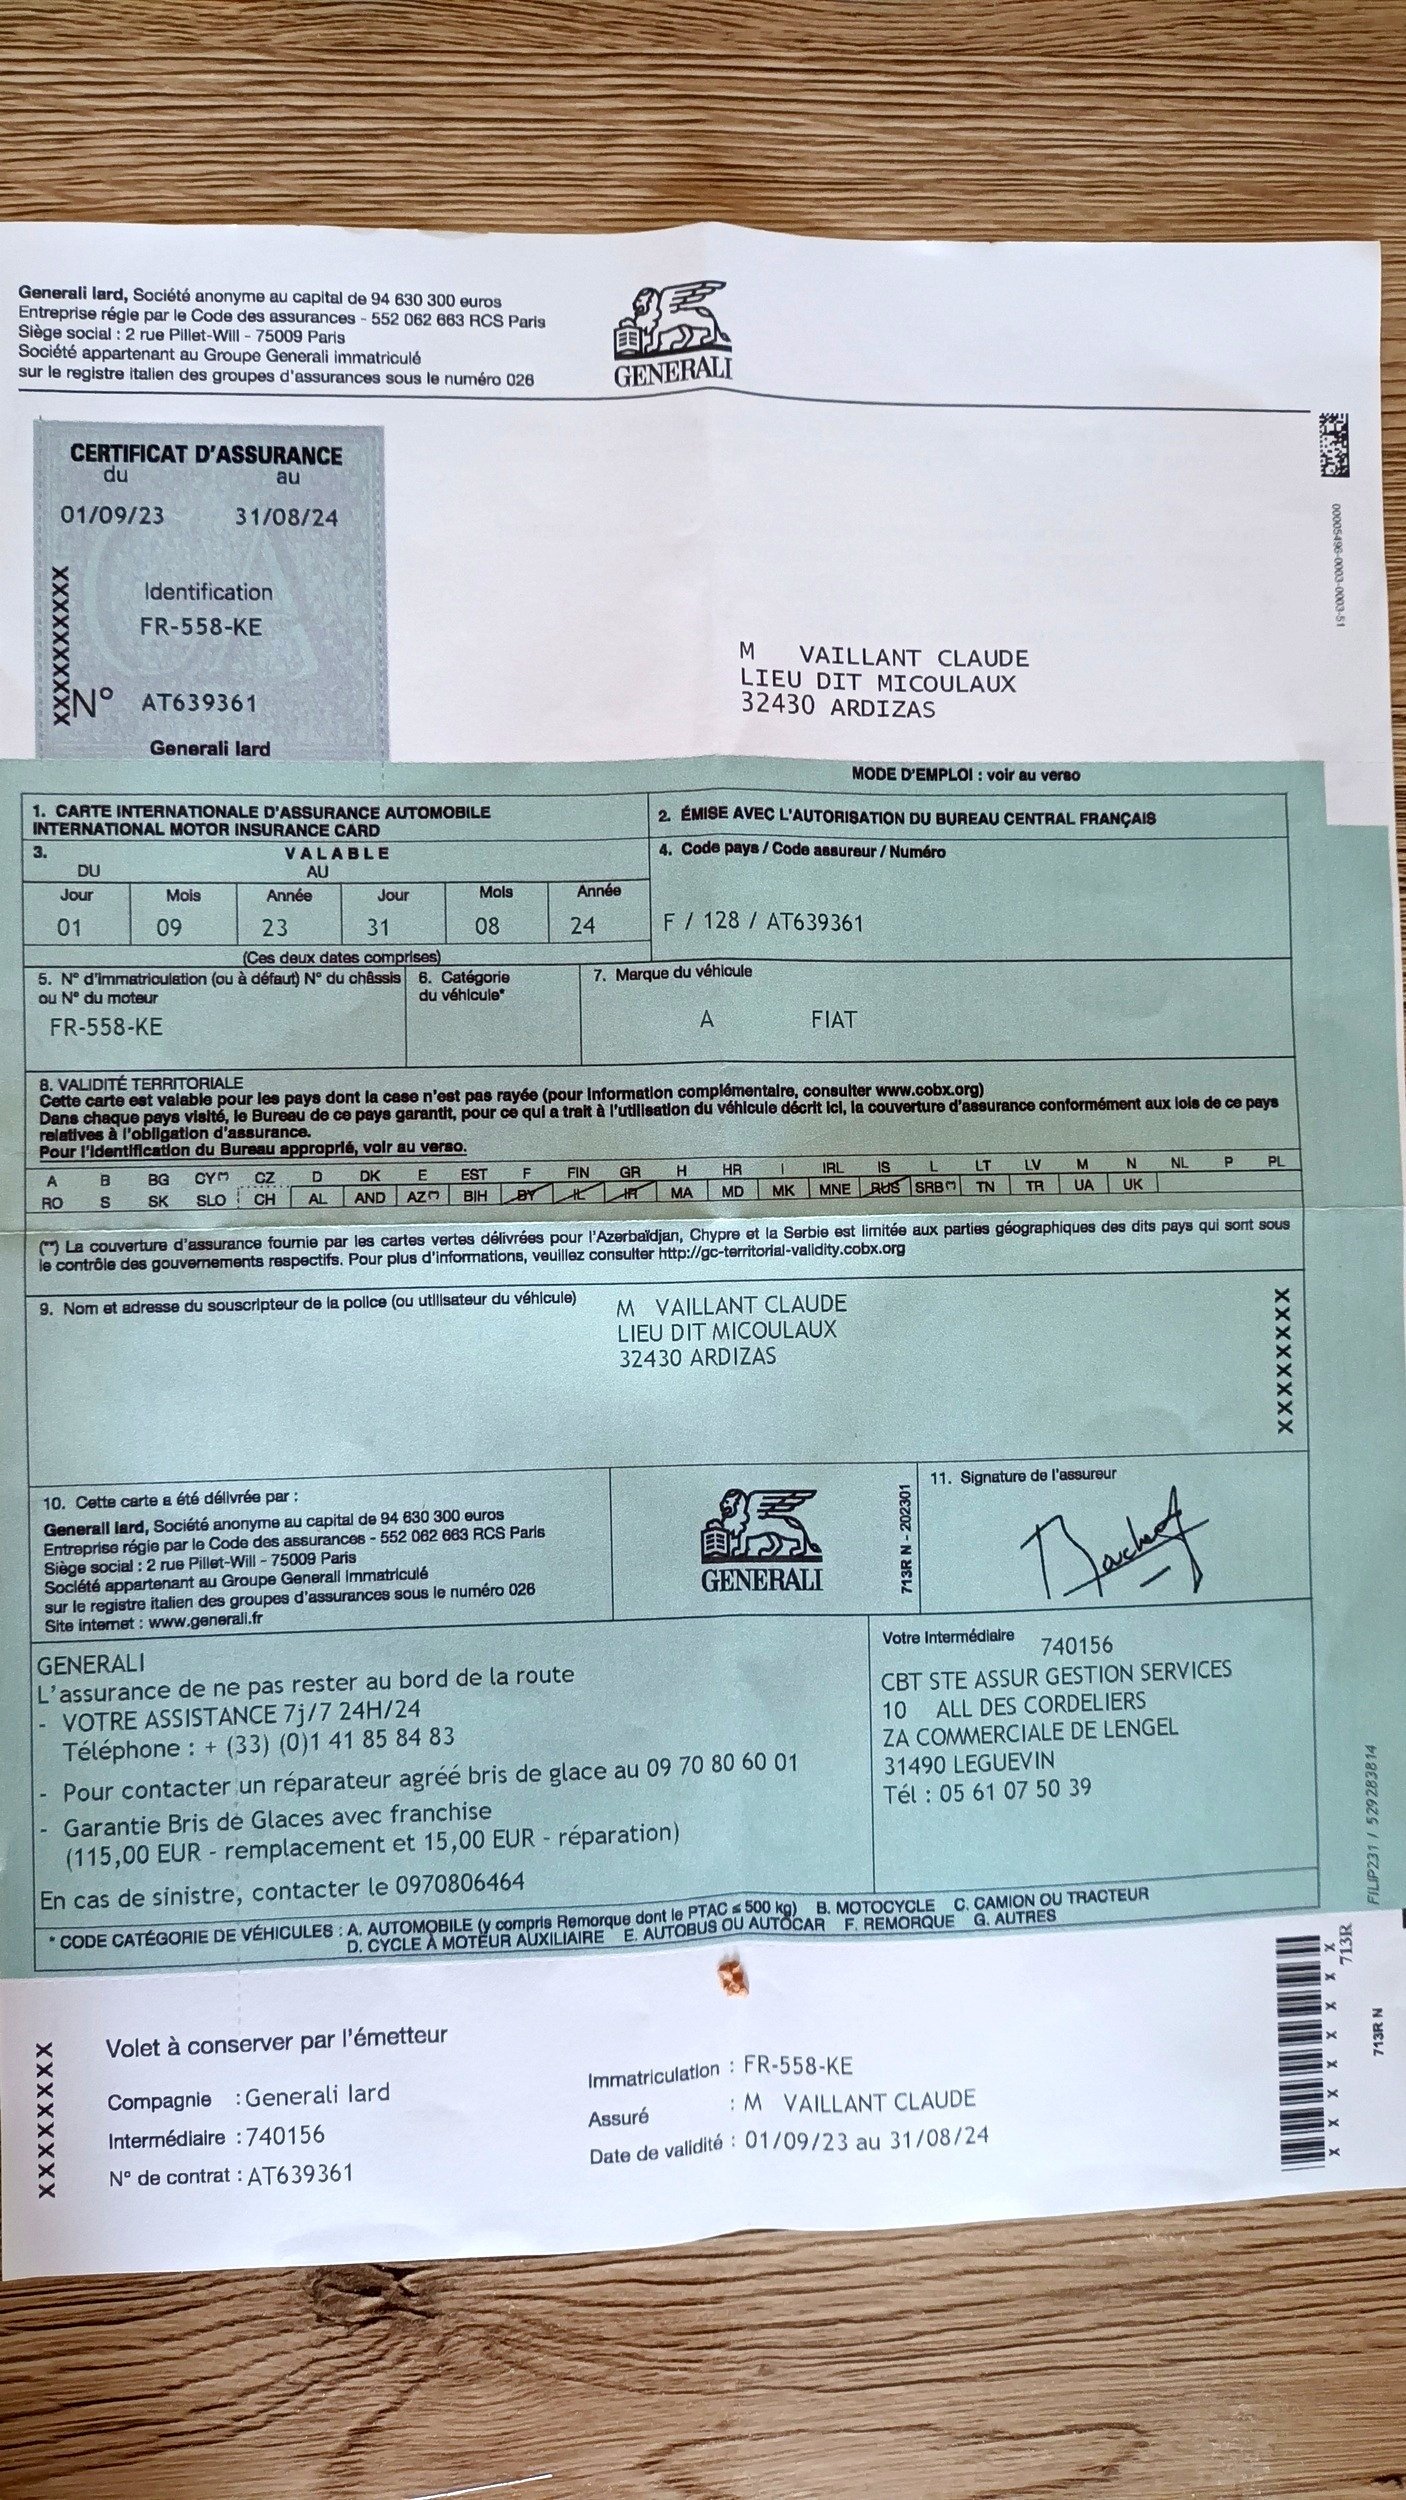 Generali Iard, Société anonyme au capital de 94 630 300 euros
Entreprise régie par le Code des assurances - 552 062 663 RCS Paris
Siège social : 2 rue Pillet-Will - 75009 Paris
Société appartenant au Groupe Generali immatriculé
sur le registre italien des groupes d'assurances sous le numéro 026
GENERALI
CERTIFICAT D'ASSURANCE
du au
01/09/23 31/08/24
Identification
FR-558-KE
XXXXXXXXXX
N° AT639361
Generali Iard
00005496-0003-0003-51
M VAILLANT CLAUDE
LIEU DIT MICOULAUX
32430 ARDIZAS
MODE D'EMPLOI : voir au verso
1. CARTE INTERNATIONALE D'ASSURANCE AUTOMOBILE
INTERNATIONAL MOTOR INSURANCE CARD
2. ÉMISE AVEC L'AUTORISATION DU BUREAU CENTRAL FRANÇAIS
3. VALABLE
DU AU
Jour Mois Année Jour Mois Année
01 09 23 31 08 24
(Ces deux dates comprises)
4. Code pays / Code assureur / Numéro
F / 128 / AT639361
5. N° d'immatriculation (ou à défaut) N° du châssis
ou N° du moteur
FR-558-KE
6. Catégorie
du véhicule*
7. Marque du véhicule
A FIAT
8. VALIDITÉ TERRITORIALE
Cette carte est valable pour les pays dont la case n'est pas rayée (pour information complémentaire, consulter www.cobx.org)
Dans chaque pays visité, le Bureau de ce pays garantit, pour ce qui a trait à l'utilisation du véhicule décrit ici, la couverture d'assurance conformément aux lois de ce pays
relatives à l'obligation d'assurance.
Pour l'identification du Bureau approprié, voir au verso.
A B BG CY(**) CZ D DK E EST F FIN GR H HR I IRL IS L LT LV M N NL P PL
RO S SK SLO CH AL AND AZ(**) BIH BY IL IR MA MD MK MNE RUS SRB(**) TN TR UA UK
(**) La couverture d'assurance fournie par les cartes vertes délivrées pour l'Azerbaïdjan, Chypre et la Serbie est limitée aux parties géographiques des dits pays qui sont sous
le contrôle des gouvernements respectifs. Pour plus d'informations, veuillez consulter http://gc-territorial-validity.cobx.org
9. Nom et adresse du souscripteur de la police (ou utilisateur du véhicule)
M VAILLANT CLAUDE
LIEU DIT MICOULAUX
32430 ARDIZAS
XXXXXXXX
10. Cette carte a été délivrée par :
Generali Iard, Société anonyme au capital de 94 630 300 euros
Entreprise régie par le Code des assurances - 552 062 663 RCS Paris
Siège social : 2 rue Pillet-Will - 75009 Paris
Société appartenant au Groupe Generali immatriculé
sur le registre italien des groupes d'assurances sous le numéro 026
Site internet : www.generali.fr
GENERALI
713R N - 202301
11. Signature de l'assureur
GENERALI
L'assurance de ne pas rester au bord de la route
- VOTRE ASSISTANCE 7j/7 24H/24
Téléphone : + (33) (0)1 41 85 84 83
- Pour contacter un réparateur agréé bris de glace au 09 70 80 60 01
- Garantie Bris de Glaces avec franchise
(115,00 EUR - remplacement et 15,00 EUR - réparation)
En cas de sinistre, contacter le 0970806464
Votre Intermédiaire 740156
CBT STE ASSUR GESTION SERVICES
10 ALL DES CORDELIERS
ZA COMMERCIALE DE LENGEL
31490 LEGUEVIN
Tél : 05 61 07 50 39
FILIP231 / 529283814
* CODE CATÉGORIE DE VÉHICULES : A. AUTOMOBILE (y compris Remorque dont le PTAC ≤ 500 kg) B. MOTOCYCLE C. CAMION OU TRACTEUR
D. CYCLE À MOTEUR AUXILIAIRE E. AUTOBUS OU AUTOCAR F. REMORQUE G. AUTRES
XXXXXXXX
Volet à conserver par l'émetteur
Compagnie : Generali Iard
Intermédiaire : 740156
N° de contrat : AT639361
Immatriculation : FR-558-KE
Assuré : M VAILLANT CLAUDE
Date de validité : 01/09/23 au 31/08/24
X X X X X X X X
713R
713R N